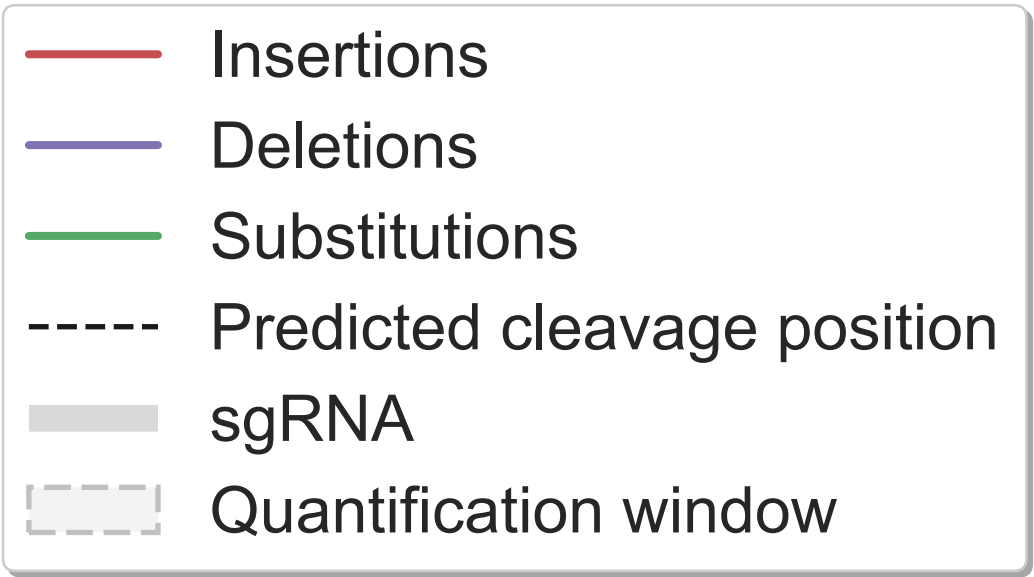 Insertions
Deletions
Substitutions
Predicted cleavage position
sgRNA
Quantification window